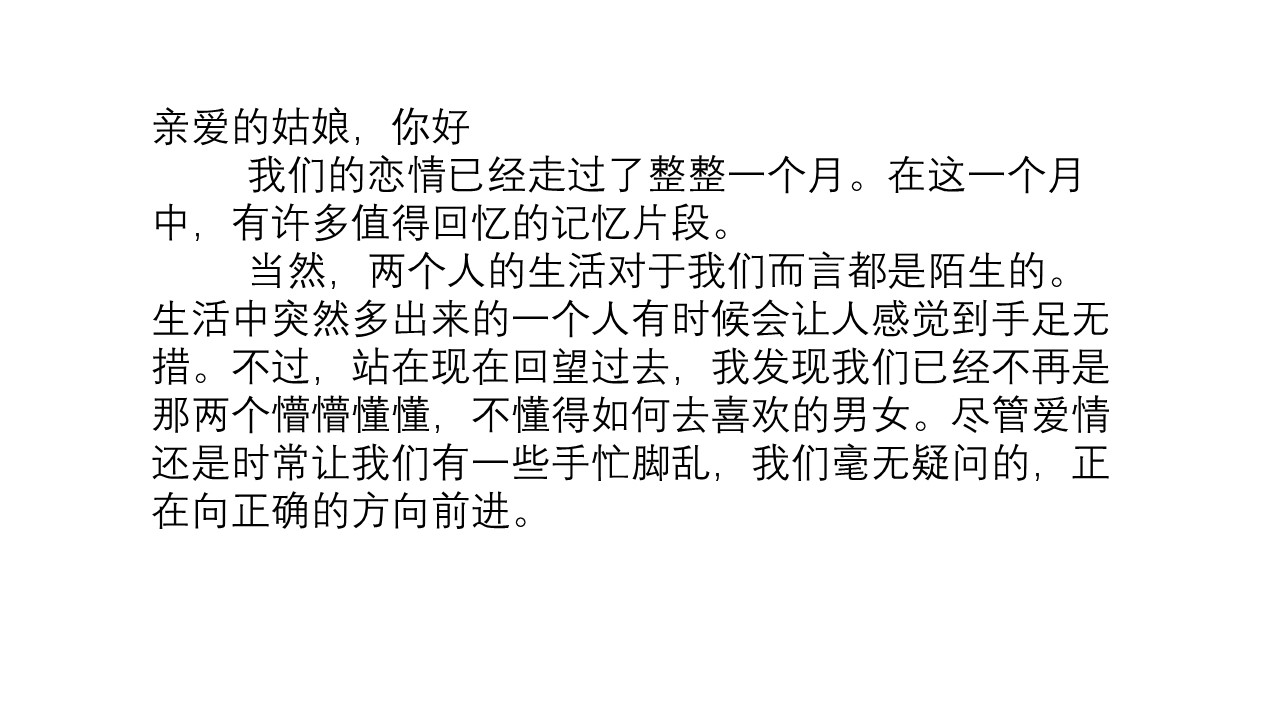 亲爱的姑娘，你好
我们的恋情已经走过了整整一个月。在这一个月
中，有许多值得回忆的记忆片段。
当然，两个人的生活对于我们而言都是陌生的。
生活中突然多出来的一个人有时候会让人感觉到手足无
措。不过，站在现在回望过去，我发现我们已经不再是
那两个懵懵懂懂，不懂得如何去喜欢的男女。尽管爱情
还是时常让我们有一些手忙脚乱，我们毫无疑问的，正
在向正确的方向前进。